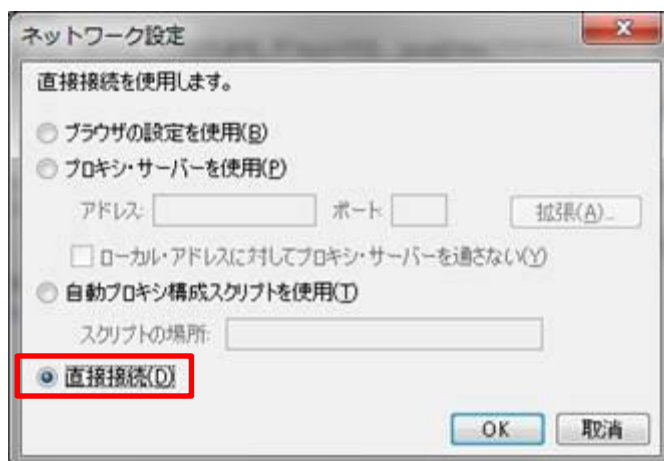 ネットワーク設定
直接接続を使用します。
ブラウザの設定を使用(B)
プロキシ・サーバーを使用(P)
アドレス: ポート: 拡張(A)...
ローカル・アドレスに対してプロキシ・サーバーを通さない(Y)
自動プロキシ構成スクリプトを使用(T)
スクリプトの場所:
直接接続(D)
OK 取消